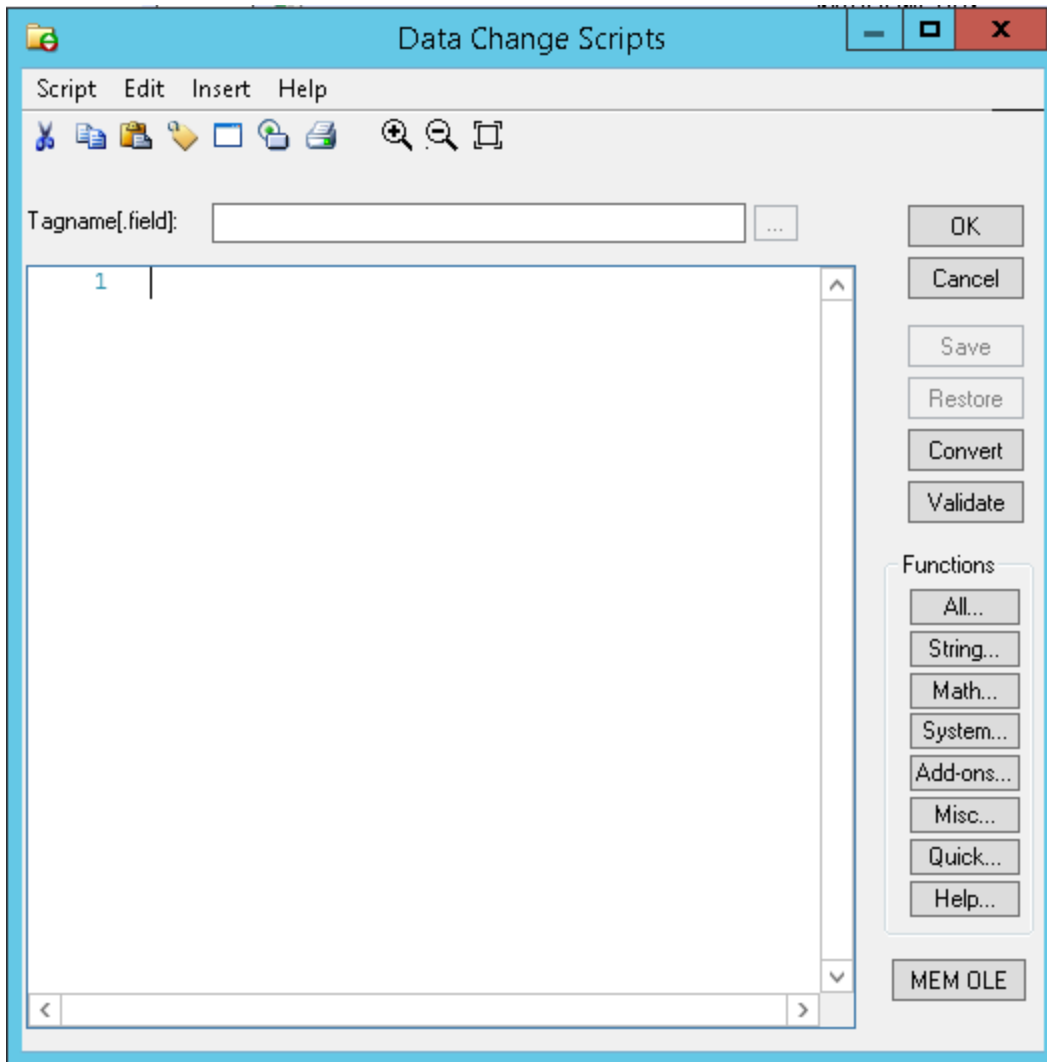 Data Change Scripts
Script Edit Insert Help
Tagname[.field]:
...
OK
Cancel
1
Save
Restore
Convert
Validate
Functions
All...
String...
Math...
System...
Add-ons...
Misc...
Quick...
Help...
MEM OLE